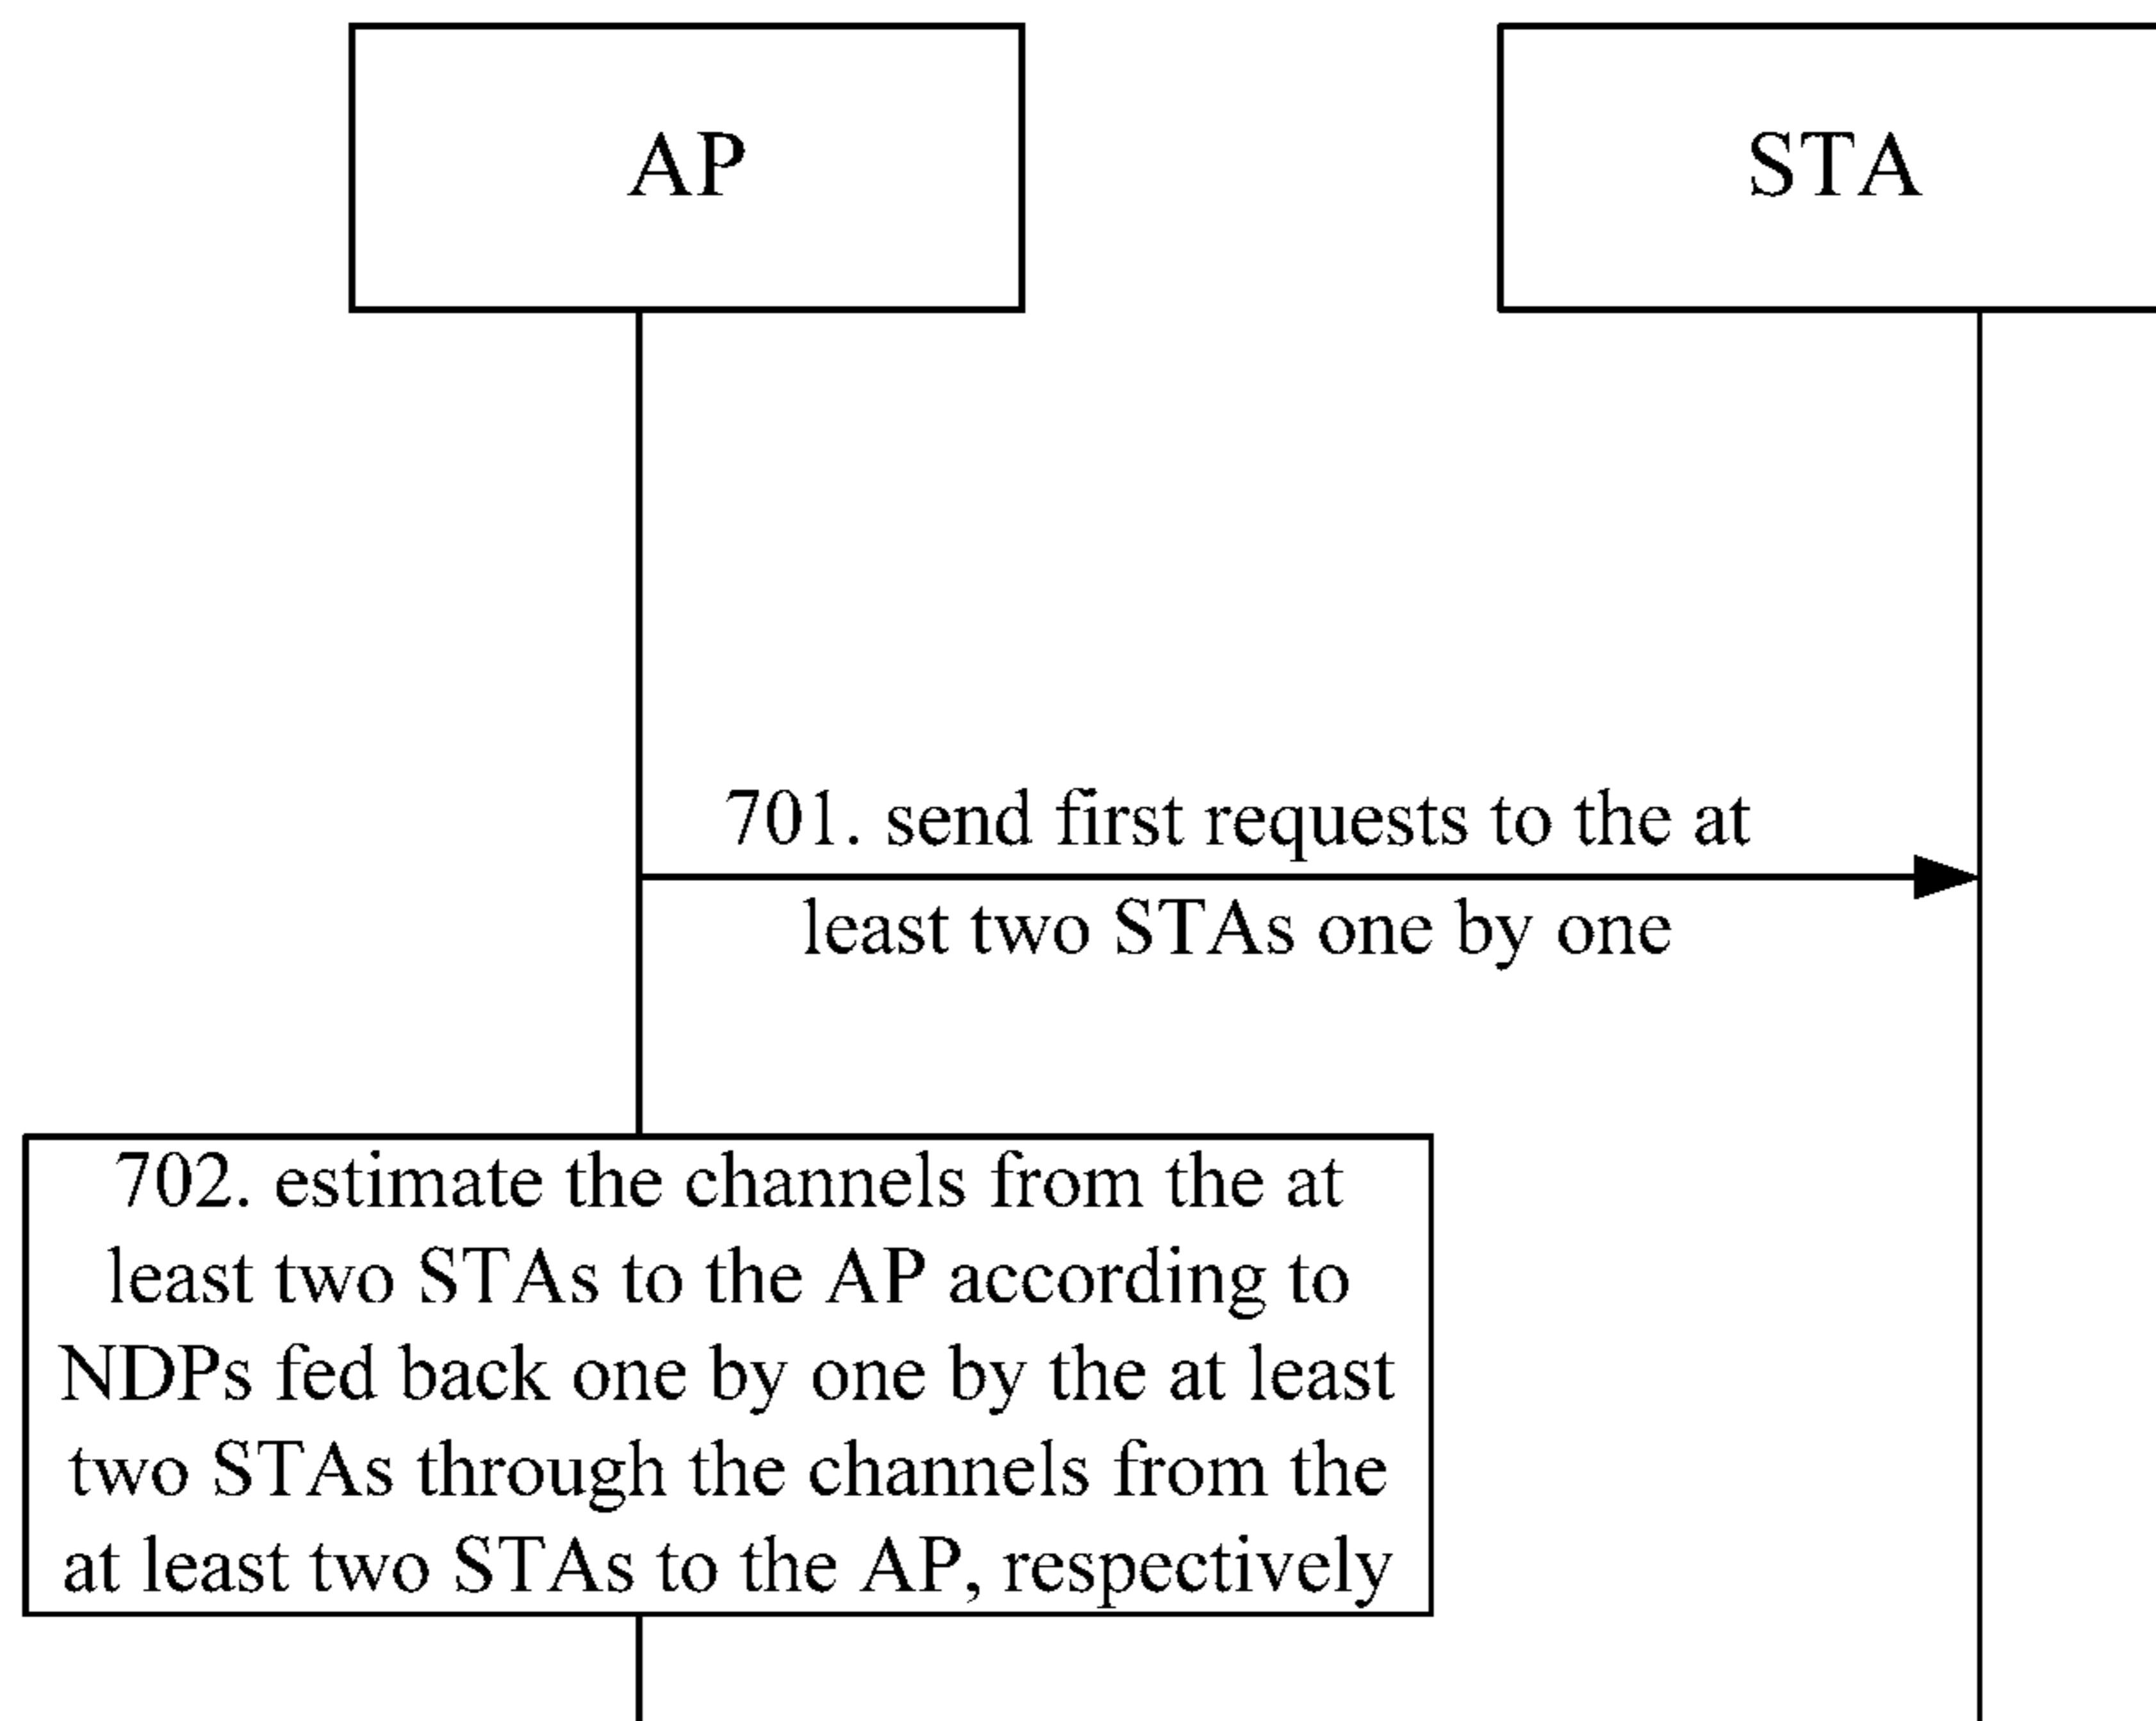 AP
STA
701. send first requests to the at
least two STAs one by one
702. estimate the channels from the at
least two STAs to the AP according to
NDPs fed back one by one by the at least
two STAs through the channels from the
at least two STAs to the AP, respectively